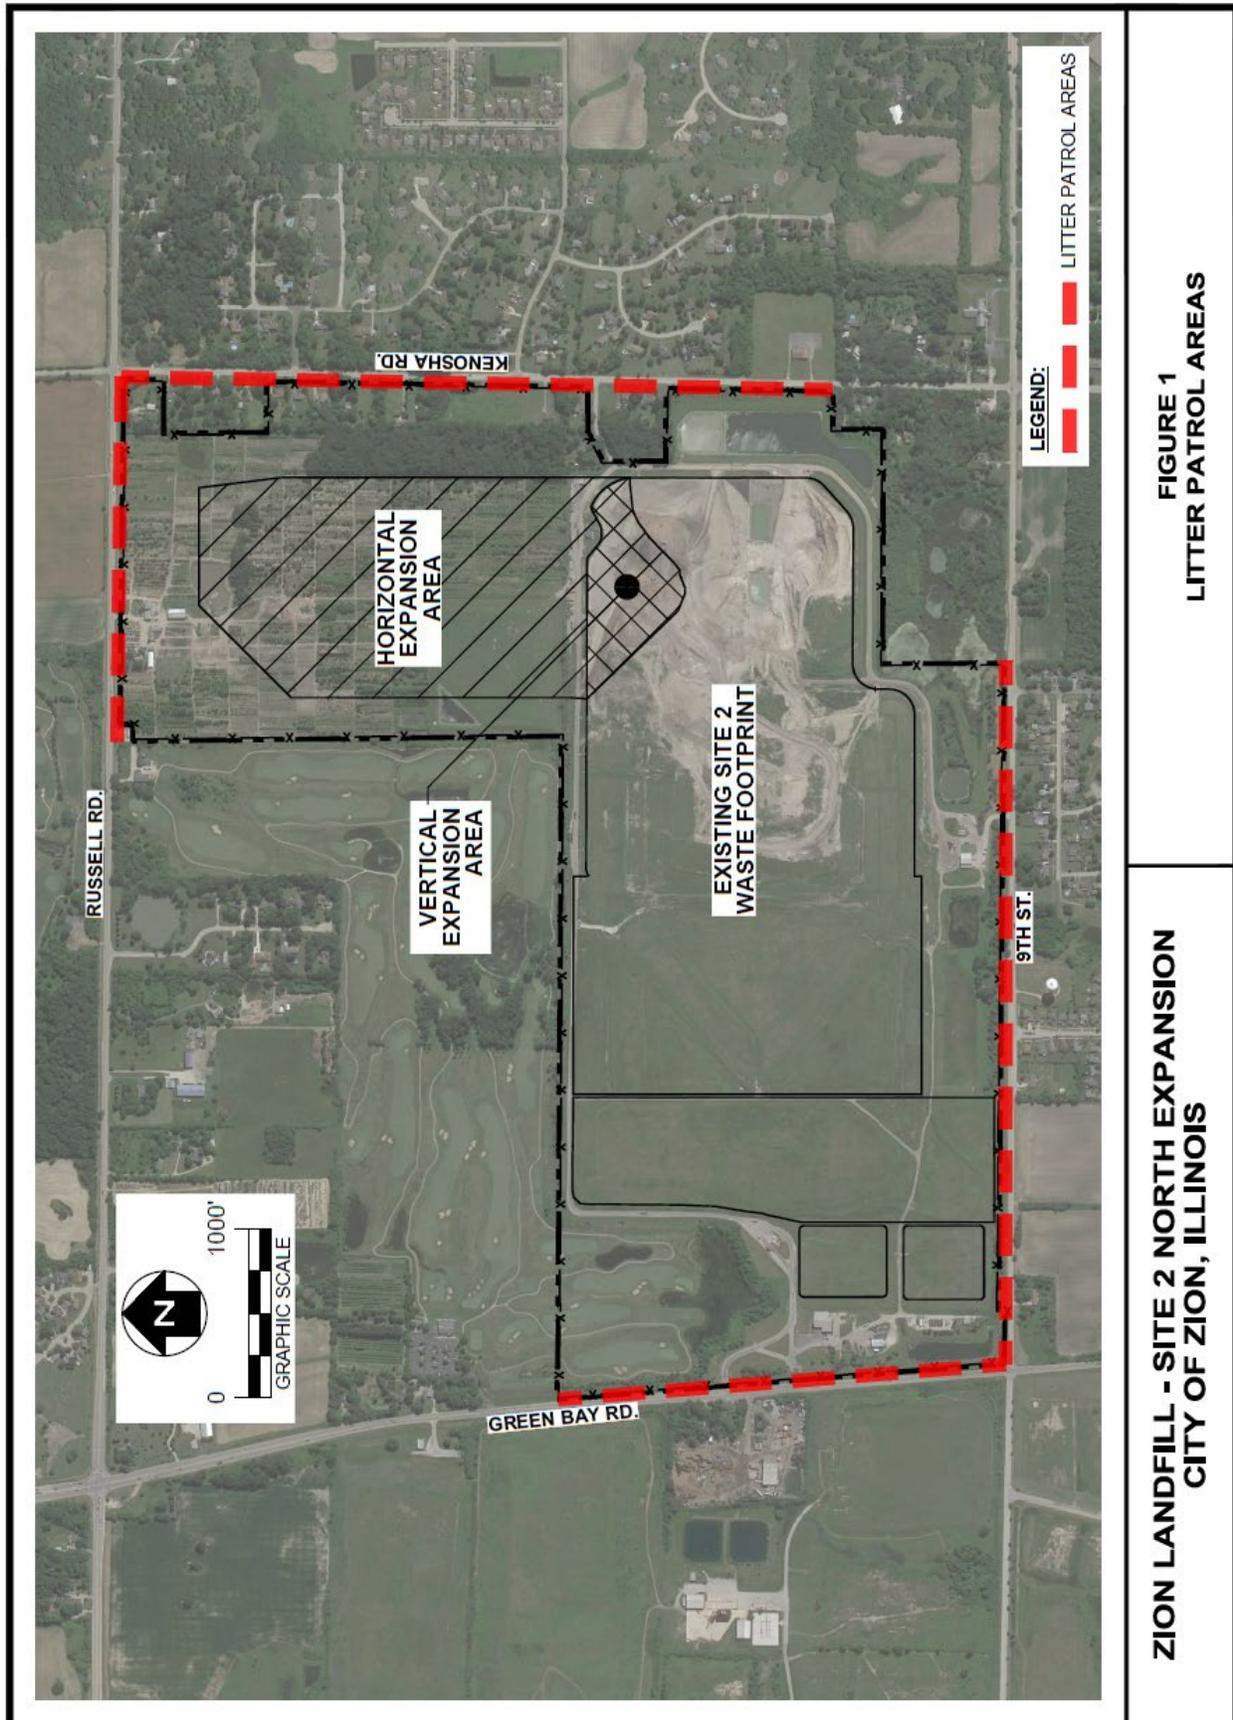 RUSSELL RD.
KENOSHA RD.
GREEN BAY RD.
9TH ST.
HORIZONTAL
EXPANSION
AREA
VERTICAL
EXPANSION
AREA
EXISTING SITE 2
WASTE FOOTPRINT
N
0 1000'
GRAPHIC SCALE
LEGEND:
LITTER PATROL AREAS
ZION LANDFILL - SITE 2 NORTH EXPANSION
CITY OF ZION, ILLINOIS
FIGURE 1
LITTER PATROL AREAS